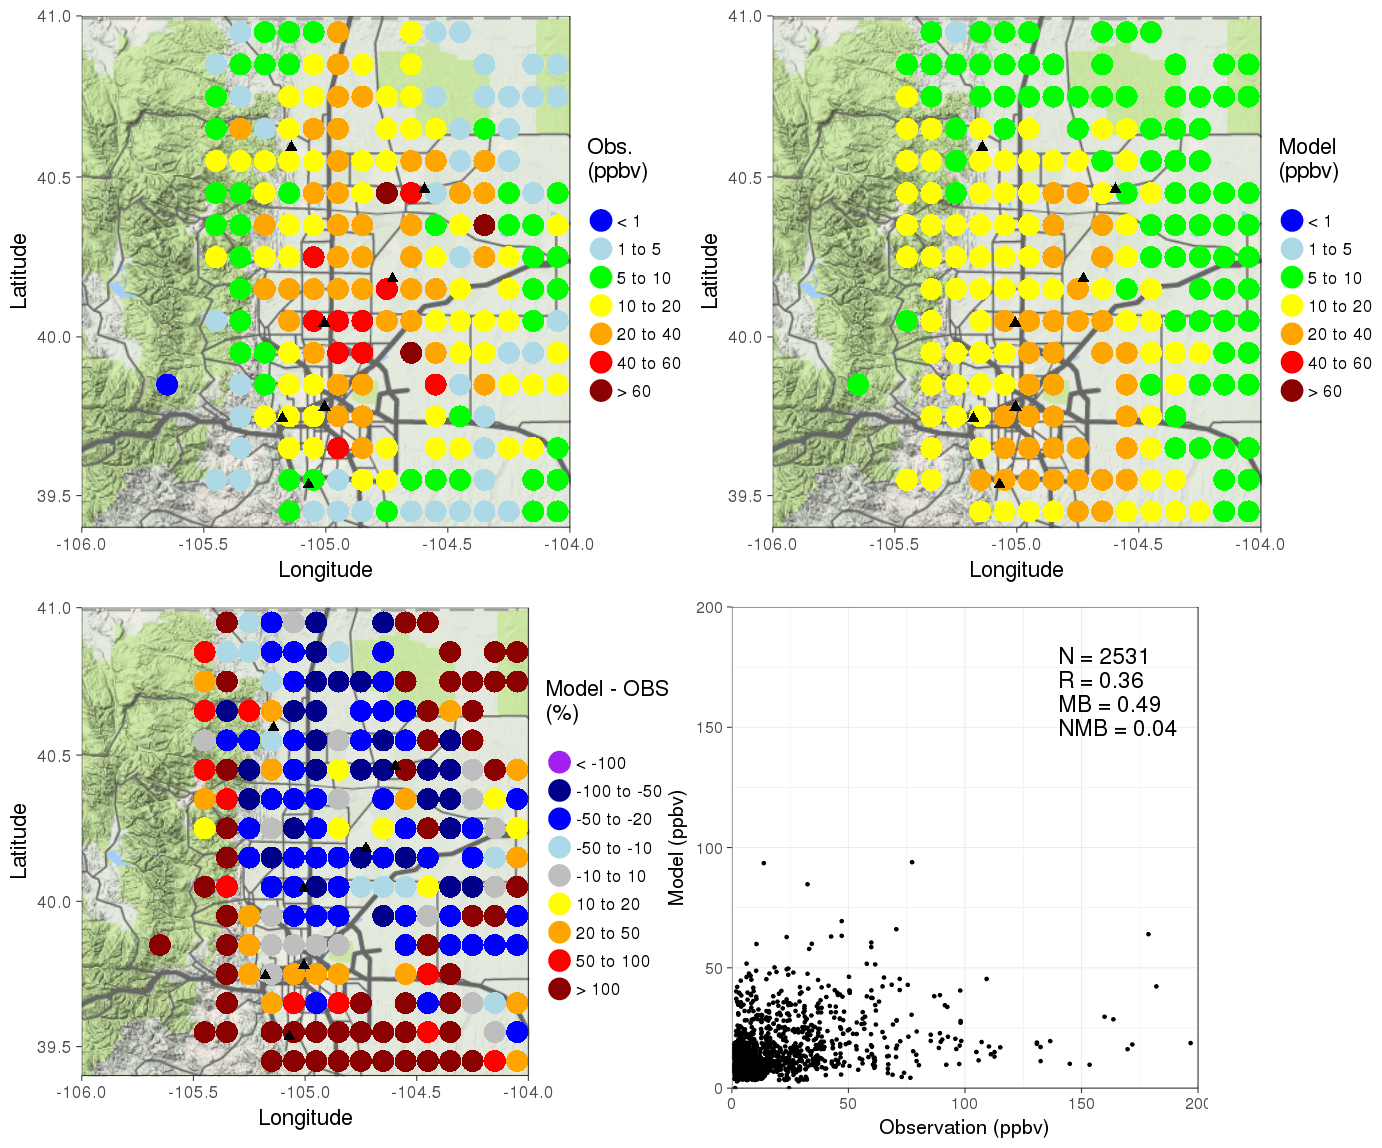 41.0
40.5
40.0
39.5
Latitude
-106.0 -105.5 -105.0 -104.5 -104.0
Longitude
Obs.
(ppbv)
< 1
1 to 5
5 to 10
10 to 20
20 to 40
40 to 60
> 60
41.0
40.5
40.0
39.5
Latitude
-106.0 -105.5 -105.0 -104.5 -104.0
Longitude
Model
(ppbv)
< 1
1 to 5
5 to 10
10 to 20
20 to 40
40 to 60
> 60
41.0
40.5
40.0
39.5
Latitude
-106.0 -105.5 -105.0 -104.5 -104.0
Longitude
Model - OBS
(%)
< -100
-100 to -50
-50 to -20
-50 to -10
-10 to 10
10 to 20
20 to 50
50 to 100
> 100
200
150
100
50
0
Model (ppbv)
N = 2531
R = 0.36
MB = 0.49
NMB = 0.04
0 50 100 150
Observation (ppbv)